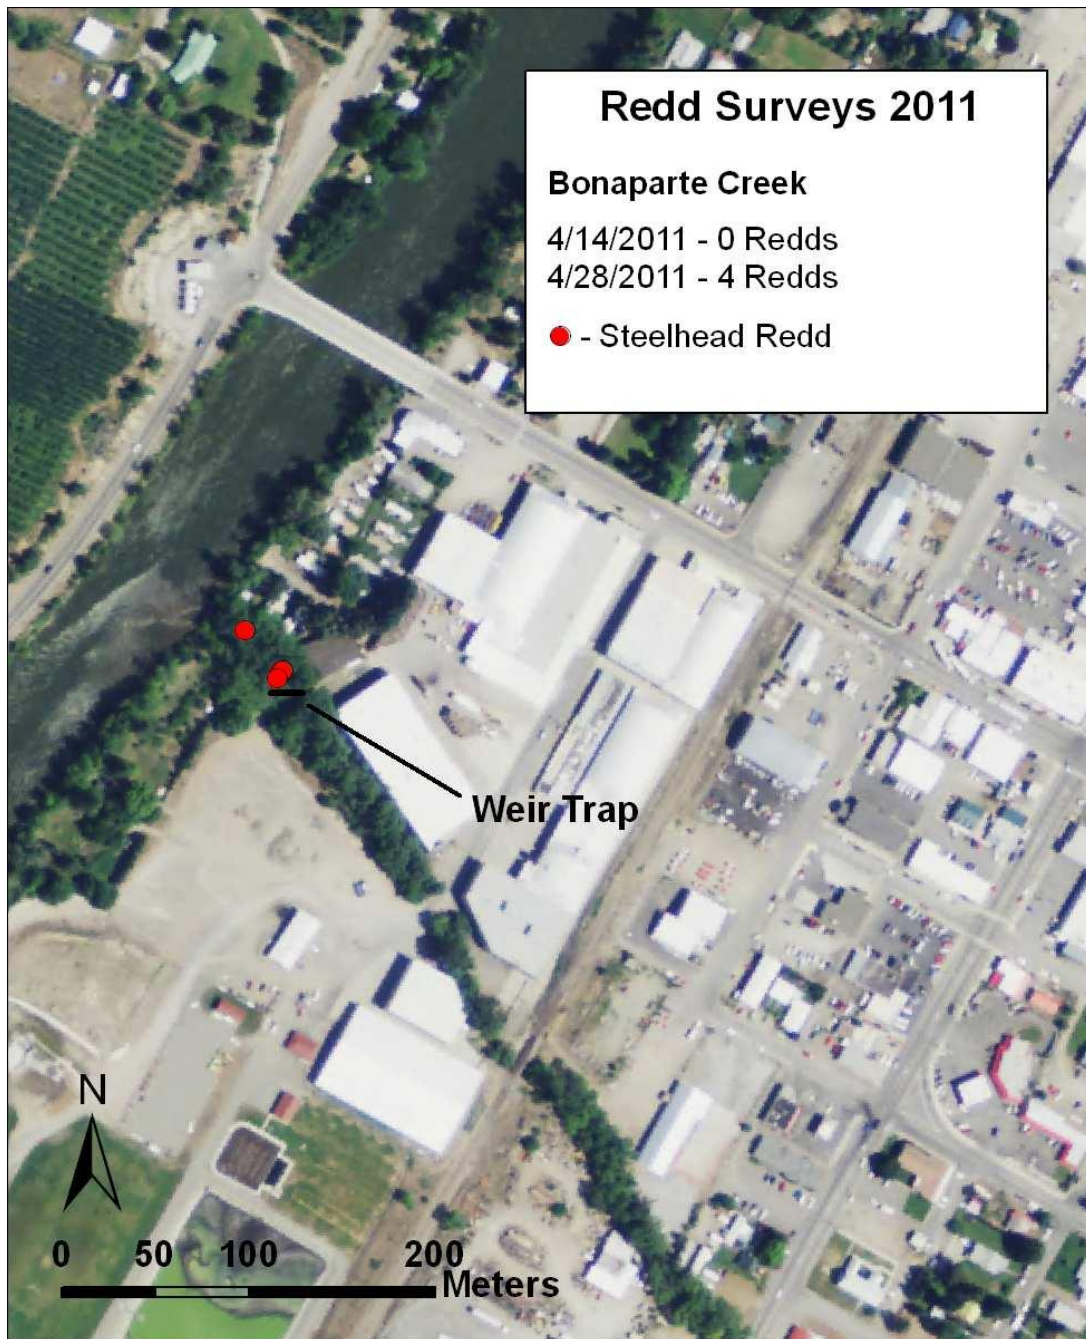 Redd Surveys 2011
Bonaparte Creek
4/14/2011 - 0 Redds
4/28/2011 - 4 Redds
- Steelhead Redd
Weir Trap
N
0 50 100 200
Meters